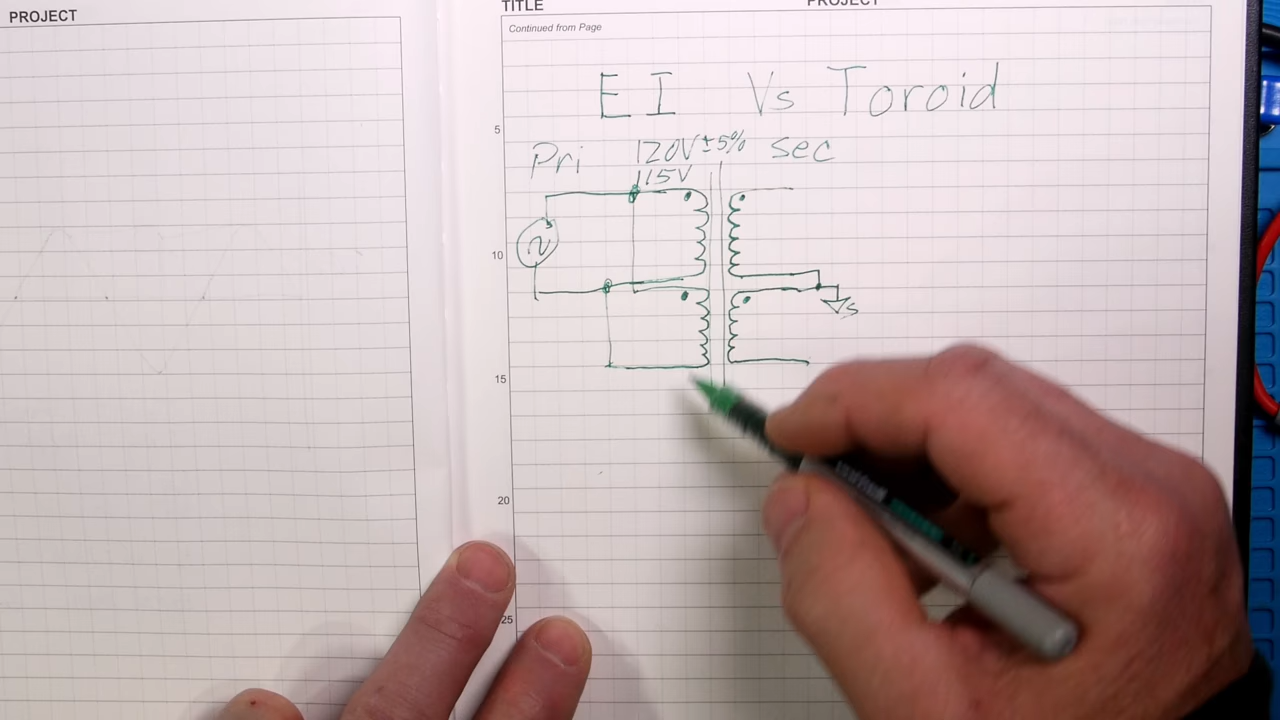 PROJECT
TITLE
PROJECT
Continued from Page
EI Vs Toroid
5
Pri 120V±5% sec
115V
10
S
15
20
25